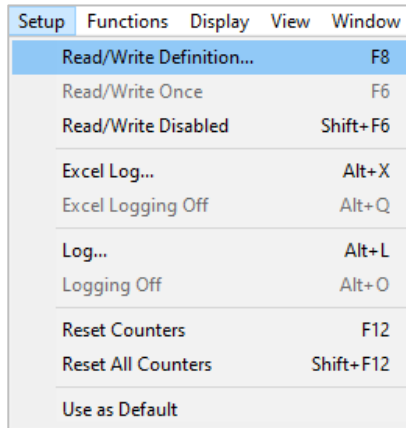 Setup Functions Display View Window
Read/Write Definition... F8
Read/Write Once F6
Read/Write Disabled Shift+F6
Excel Log... Alt+X
Excel Logging Off Alt+Q
Log... Alt+L
Logging Off Alt+O
Reset Counters F12
Reset All Counters Shift+F12
Use as Default